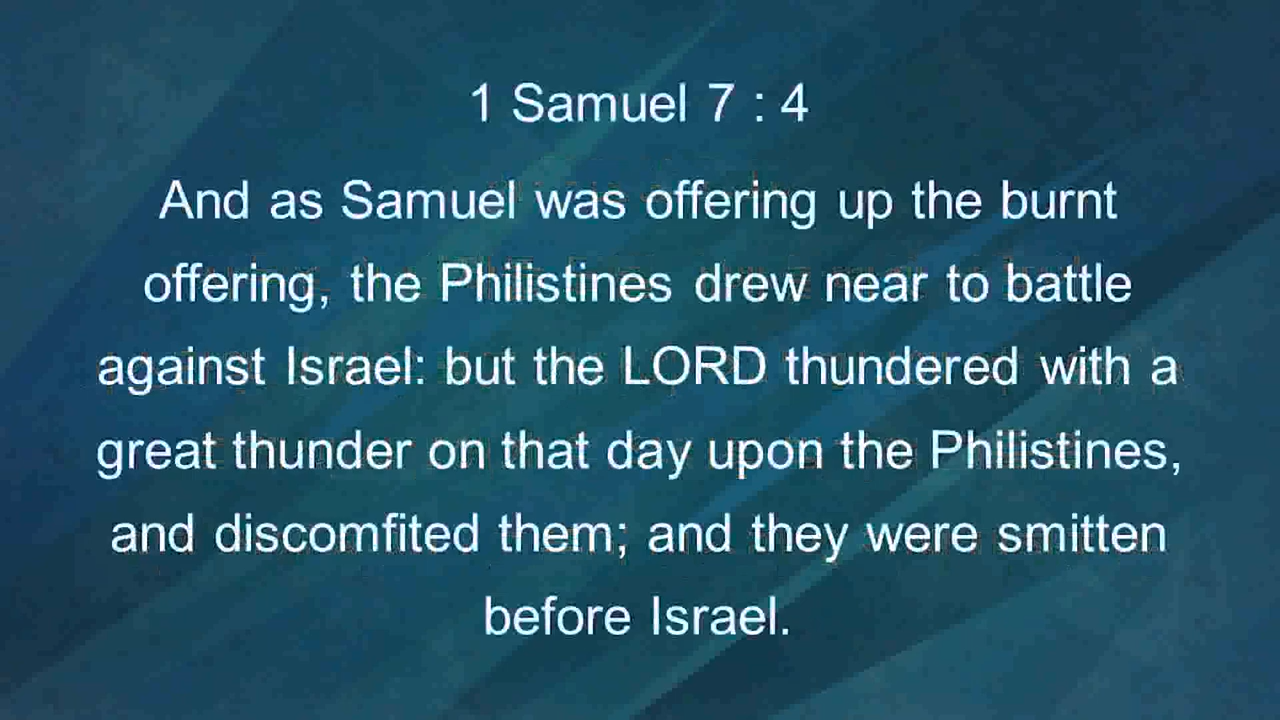 1 Samuel 7 : 4
And as Samuel was offering up the burnt
offering, the Philistines drew near to battle
against Israel: but the LORD thundered with a
great thunder on that day upon the Philistines,
and discomfited them; and they were smitten
before Israel.